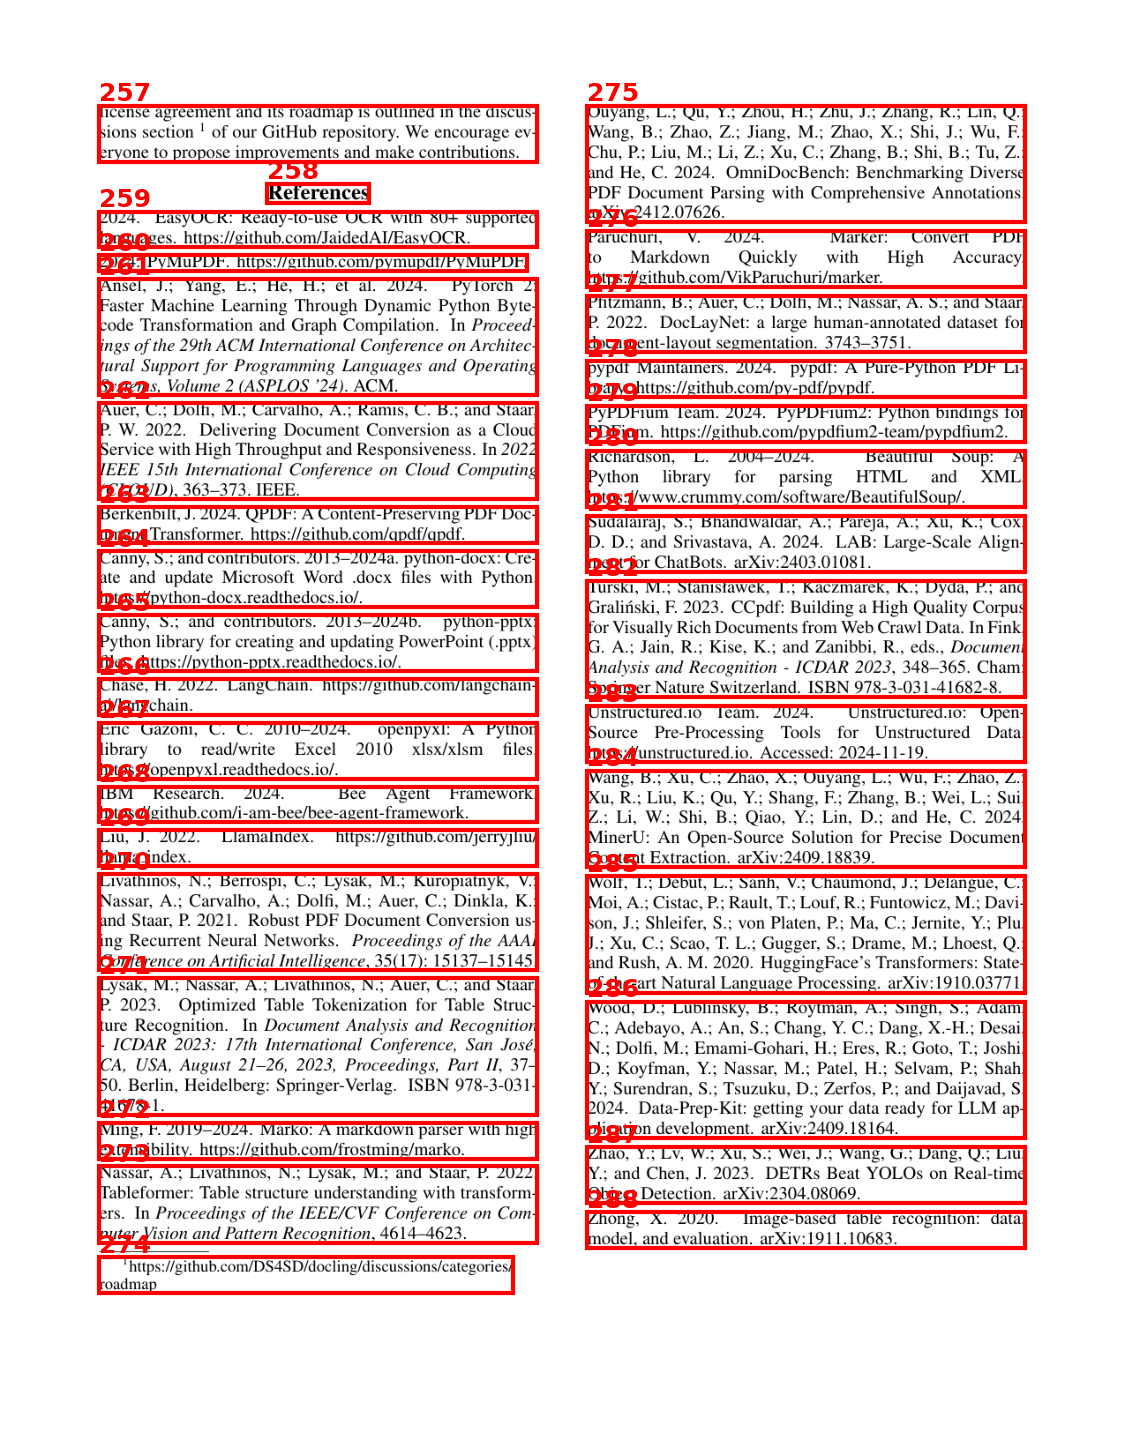 257
license agreement and its roadmap is outlined in the discus-
sions section 1 of our GitHub repository. We encourage ev-
eryone to propose improvements and make contributions.
258
References
259
2024. EasyOCR: Ready-to-use OCR with 80+ supported
languages. https://github.com/JaidedAI/EasyOCR.
260
2024. PyMuPDF. https://github.com/pymupdf/PyMuPDF.
261
Ansel, J.; Yang, E.; He, H.; et al. 2024. PyTorch 2:
Faster Machine Learning Through Dynamic Python Byte-
code Transformation and Graph Compilation. In Proceed-
ings of the 29th ACM International Conference on Architec-
tural Support for Programming Languages and Operating
Systems, Volume 2 (ASPLOS '24). ACM.
262
Auer, C.; Dolfi, M.; Carvalho, A.; Ramis, C. B.; and Staar,
P. W. 2022. Delivering Document Conversion as a Cloud
Service with High Throughput and Responsiveness. In 2022
IEEE 15th International Conference on Cloud Computing
(CLOUD), 363–373. IEEE.
263
Berkenbilt, J. 2024. QPDF: A Content-Preserving PDF Doc-
ument Transformer. https://github.com/qpdf/qpdf.
264
Canny, S.; and contributors. 2013–2024a. python-docx: Cre-
ate and update Microsoft Word .docx files with Python.
https://python-docx.readthedocs.io/.
265
Canny, S.; and contributors. 2013–2024b. python-pptx:
Python library for creating and updating PowerPoint (.pptx)
files. https://python-pptx.readthedocs.io/.
266
Chase, H. 2022. LangChain. https://github.com/langchain-
ai/langchain.
267
Eric Gazoni, C. C. 2010–2024. openpyxl: A Python
library to read/write Excel 2010 xlsx/xlsm files.
https://openpyxl.readthedocs.io/.
268
IBM Research. 2024. Bee Agent Framework.
https://github.com/i-am-bee/bee-agent-framework.
269
Liu, J. 2022. LlamaIndex. https://github.com/jerryjliu/
llama_index.
270
Livathinos, N.; Berrospi, C.; Lysak, M.; Kuropiatnyk, V.;
Nassar, A.; Carvalho, A.; Dolfi, M.; Auer, C.; Dinkla, K.;
and Staar, P. 2021. Robust PDF Document Conversion us-
ing Recurrent Neural Networks. Proceedings of the AAAI
Conference on Artificial Intelligence, 35(17): 15137–15145.
271
Lysak, M.; Nassar, A.; Livathinos, N.; Auer, C.; and Staar,
P. 2023. Optimized Table Tokenization for Table Struc-
ture Recognition. In Document Analysis and Recognition
- ICDAR 2023: 17th International Conference, San José,
CA, USA, August 21–26, 2023, Proceedings, Part II, 37–
50. Berlin, Heidelberg: Springer-Verlag. ISBN 978-3-031-
41678-1.
272
Ming, F. 2019–2024. Marko: A markdown parser with high
extensibility. https://github.com/frostming/marko.
273
Nassar, A.; Livathinos, N.; Lysak, M.; and Staar, P. 2022.
Tableformer: Table structure understanding with transform-
ers. In Proceedings of the IEEE/CVF Conference on Com-
puter Vision and Pattern Recognition, 4614–4623.
274
1https://github.com/DS4SD/docling/discussions/categories/
roadmap
275
Ouyang, L.; Qu, Y.; Zhou, H.; Zhu, J.; Zhang, R.; Lin, Q.;
Wang, B.; Zhao, Z.; Jiang, M.; Zhao, X.; Shi, J.; Wu, F.;
Chu, P.; Liu, M.; Li, Z.; Xu, C.; Zhang, B.; Shi, B.; Tu, Z.;
and He, C. 2024. OmniDocBench: Benchmarking Diverse
PDF Document Parsing with Comprehensive Annotations.
arXiv:2412.07626.
276
Paruchuri, V. 2024. Marker: Convert PDF
to Markdown Quickly with High Accuracy.
https://github.com/VikParuchuri/marker.
277
Pfitzmann, B.; Auer, C.; Dolfi, M.; Nassar, A. S.; and Staar,
P. 2022. DocLayNet: a large human-annotated dataset for
document-layout segmentation. 3743–3751.
278
pypdf Maintainers. 2024. pypdf: A Pure-Python PDF Li-
brary. https://github.com/py-pdf/pypdf.
279
PyPDFium Team. 2024. PyPDFium2: Python bindings for
PDFium. https://github.com/pypdfium2-team/pypdfium2.
280
Richardson, L. 2004–2024. Beautiful Soup: A
Python library for parsing HTML and XML.
https://www.crummy.com/software/BeautifulSoup/.
281
Sudalairaj, S.; Bhandwaldar, A.; Pareja, A.; Xu, K.; Cox,
D. D.; and Srivastava, A. 2024. LAB: Large-Scale Align-
ment for ChatBots. arXiv:2403.01081.
282
Turski, M.; Stanisławek, T.; Kaczmarek, K.; Dyda, P.; and
Graliński, F. 2023. CCpdf: Building a High Quality Corpus
for Visually Rich Documents from Web Crawl Data. In Fink,
G. A.; Jain, R.; Kise, K.; and Zanibbi, R., eds., Document
Analysis and Recognition - ICDAR 2023, 348–365. Cham:
Springer Nature Switzerland. ISBN 978-3-031-41682-8.
283
Unstructured.io Team. 2024. Unstructured.io: Open-
Source Pre-Processing Tools for Unstructured Data.
https://unstructured.io. Accessed: 2024-11-19.
284
Wang, B.; Xu, C.; Zhao, X.; Ouyang, L.; Wu, F.; Zhao, Z.;
Xu, R.; Liu, K.; Qu, Y.; Shang, F.; Zhang, B.; Wei, L.; Sui,
Z.; Li, W.; Shi, B.; Qiao, Y.; Lin, D.; and He, C. 2024.
MinerU: An Open-Source Solution for Precise Document
Content Extraction. arXiv:2409.18839.
285
Wolf, T.; Debut, L.; Sanh, V.; Chaumond, J.; Delangue, C.;
Moi, A.; Cistac, P.; Rault, T.; Louf, R.; Funtowicz, M.; Davi-
son, J.; Shleifer, S.; von Platen, P.; Ma, C.; Jernite, Y.; Plu,
J.; Xu, C.; Scao, T. L.; Gugger, S.; Drame, M.; Lhoest, Q.;
and Rush, A. M. 2020. HuggingFace's Transformers: State-
of-the-art Natural Language Processing. arXiv:1910.03771.
286
Wood, D.; Lublinsky, B.; Roytman, A.; Singh, S.; Adam,
C.; Adebayo, A.; An, S.; Chang, Y. C.; Dang, X.-H.; Desai,
N.; Dolfi, M.; Emami-Gohari, H.; Eres, R.; Goto, T.; Joshi,
D.; Koyfman, Y.; Nassar, M.; Patel, H.; Selvam, P.; Shah,
Y.; Surendran, S.; Tsuzuku, D.; Zerfos, P.; and Daijavad, S.
2024. Data-Prep-Kit: getting your data ready for LLM ap-
plication development. arXiv:2409.18164.
287
Zhao, Y.; Lv, W.; Xu, S.; Wei, J.; Wang, G.; Dang, Q.; Liu,
Y.; and Chen, J. 2023. DETRs Beat YOLOs on Real-time
Object Detection. arXiv:2304.08069.
288
Zhong, X. 2020. Image-based table recognition: data,
model, and evaluation. arXiv:1911.10683.